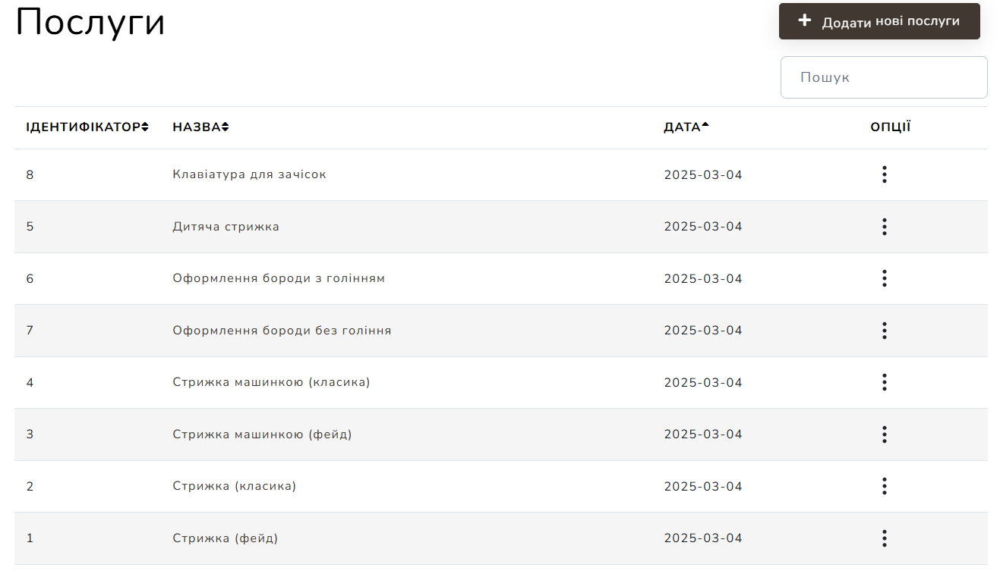 Послуги
Додати нові послуги
Пошук
ІДЕНТИФІКАТОР НАЗВА ДАТА ОПЦІЇ
8 Клавіатура для зачісок 2025-03-04
5 Дитяча стрижка 2025-03-04
6 Оформлення бороди з голінням 2025-03-04
7 Оформлення бороди без гоління 2025-03-04
4 Стрижка машинкою (класика) 2025-03-04
3 Стрижка машинкою (фейд) 2025-03-04
2 Стрижка (класика) 2025-03-04
1 Стрижка (фейд) 2025-03-04